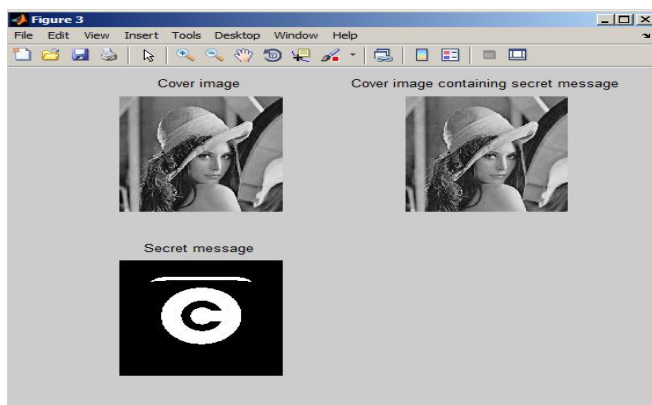 Figure 3
File Edit View Insert Tools Desktop Window Help
Cover image
Cover image containing secret message
Secret message
C